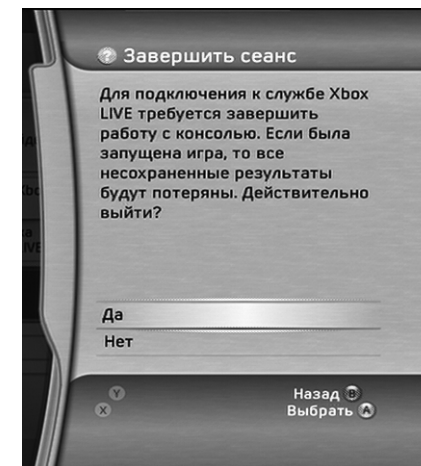 Завершить сеанс
Для подключения к службе Xbox
LIVE требуется завершить
работу с консолью. Если была
запущена игра, то все
несохраненные результаты
будут потеряны. Действительно
выйти?
Да
Нет
Y
X
Назад B
Выбрать A